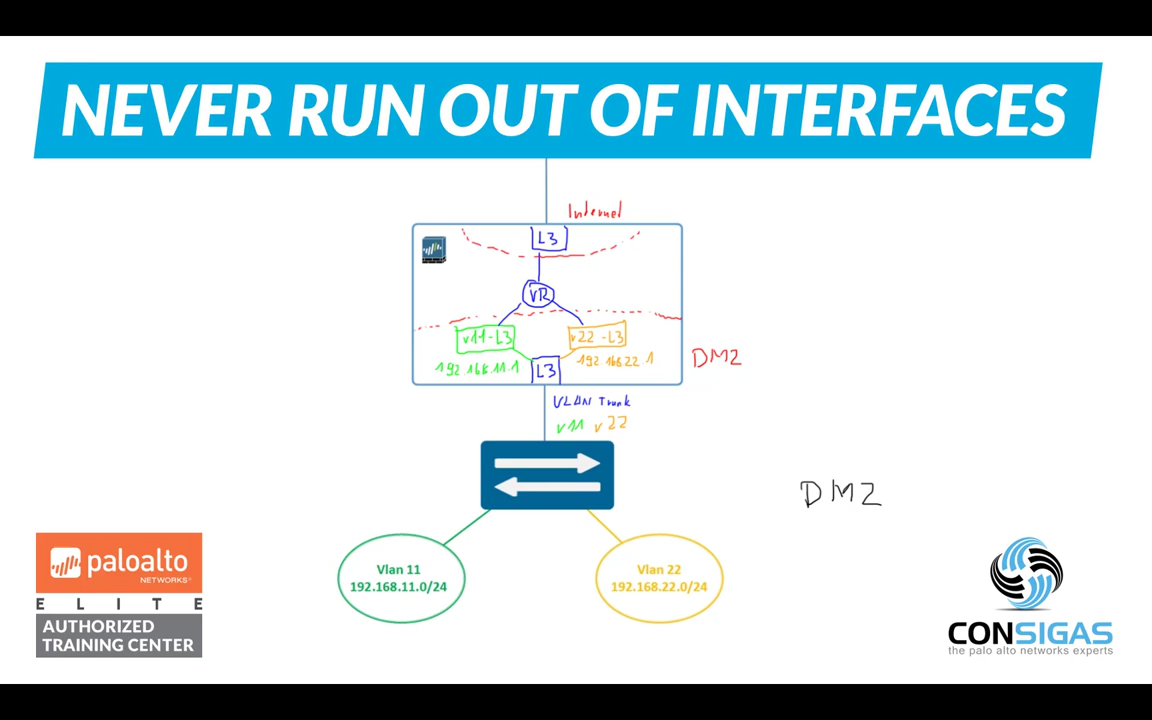 NEVER RUN OUT OF INTERFACES
Internet
L3
VR
v11-L3
v22-L3
192.168.11.1
L3
192.168.22.1
DMZ
VLAN Trunk
v11 v22
DMZ
Vlan 11
192.168.11.0/24
Vlan 22
192.168.22.0/24
paloalto
NETWORKS
ELITE
AUTHORIZED
TRAINING CENTER
CONSIGAS
the palo alto networks experts